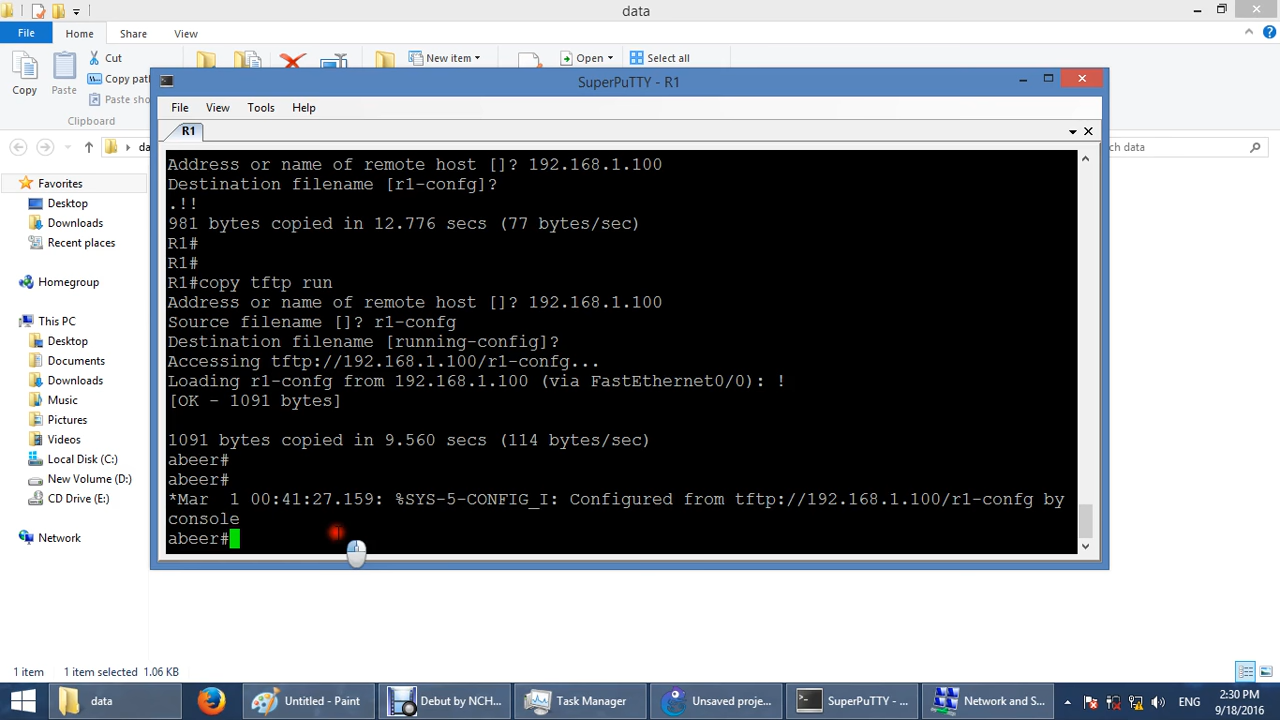 data
File
Home
Share
View
Copy
Paste
Cut
Copy path
Paste sho
Clipboard
New item
Open
Select all
da
ch data
Favorites
Desktop
Downloads
Recent places
Homegroup
This PC
Desktop
Documents
Downloads
Music
Pictures
Videos
Local Disk (C:)
New Volume (D:)
CD Drive (E:)
Network
SuperPuTTY - R1
File View Tools Help
R1
Address or name of remote host []? 192.168.1.100
Destination filename [r1-confg]?
.!!
981 bytes copied in 12.776 secs (77 bytes/sec)
R1#
R1#
R1#copy tftp run
Address or name of remote host []? 192.168.1.100
Source filename []? r1-confg
Destination filename [running-config]?
Accessing tftp://192.168.1.100/r1-confg...
Loading r1-confg from 192.168.1.100 (via FastEthernet0/0): !
[OK - 1091 bytes]
1091 bytes copied in 9.560 secs (114 bytes/sec)
abeer#
abeer#
*Mar  1 00:41:27.159: %SYS-5-CONFIG_I: Configured from tftp://192.168.1.100/r1-confg by
console
abeer#
1 item 1 item selected 1.06 KB
data
Untitled - Paint
Debut by NCH...
Task Manager
Unsaved proje...
SuperPuTTY - ...
Network and S...
ENG
2:30 PM
9/18/2016